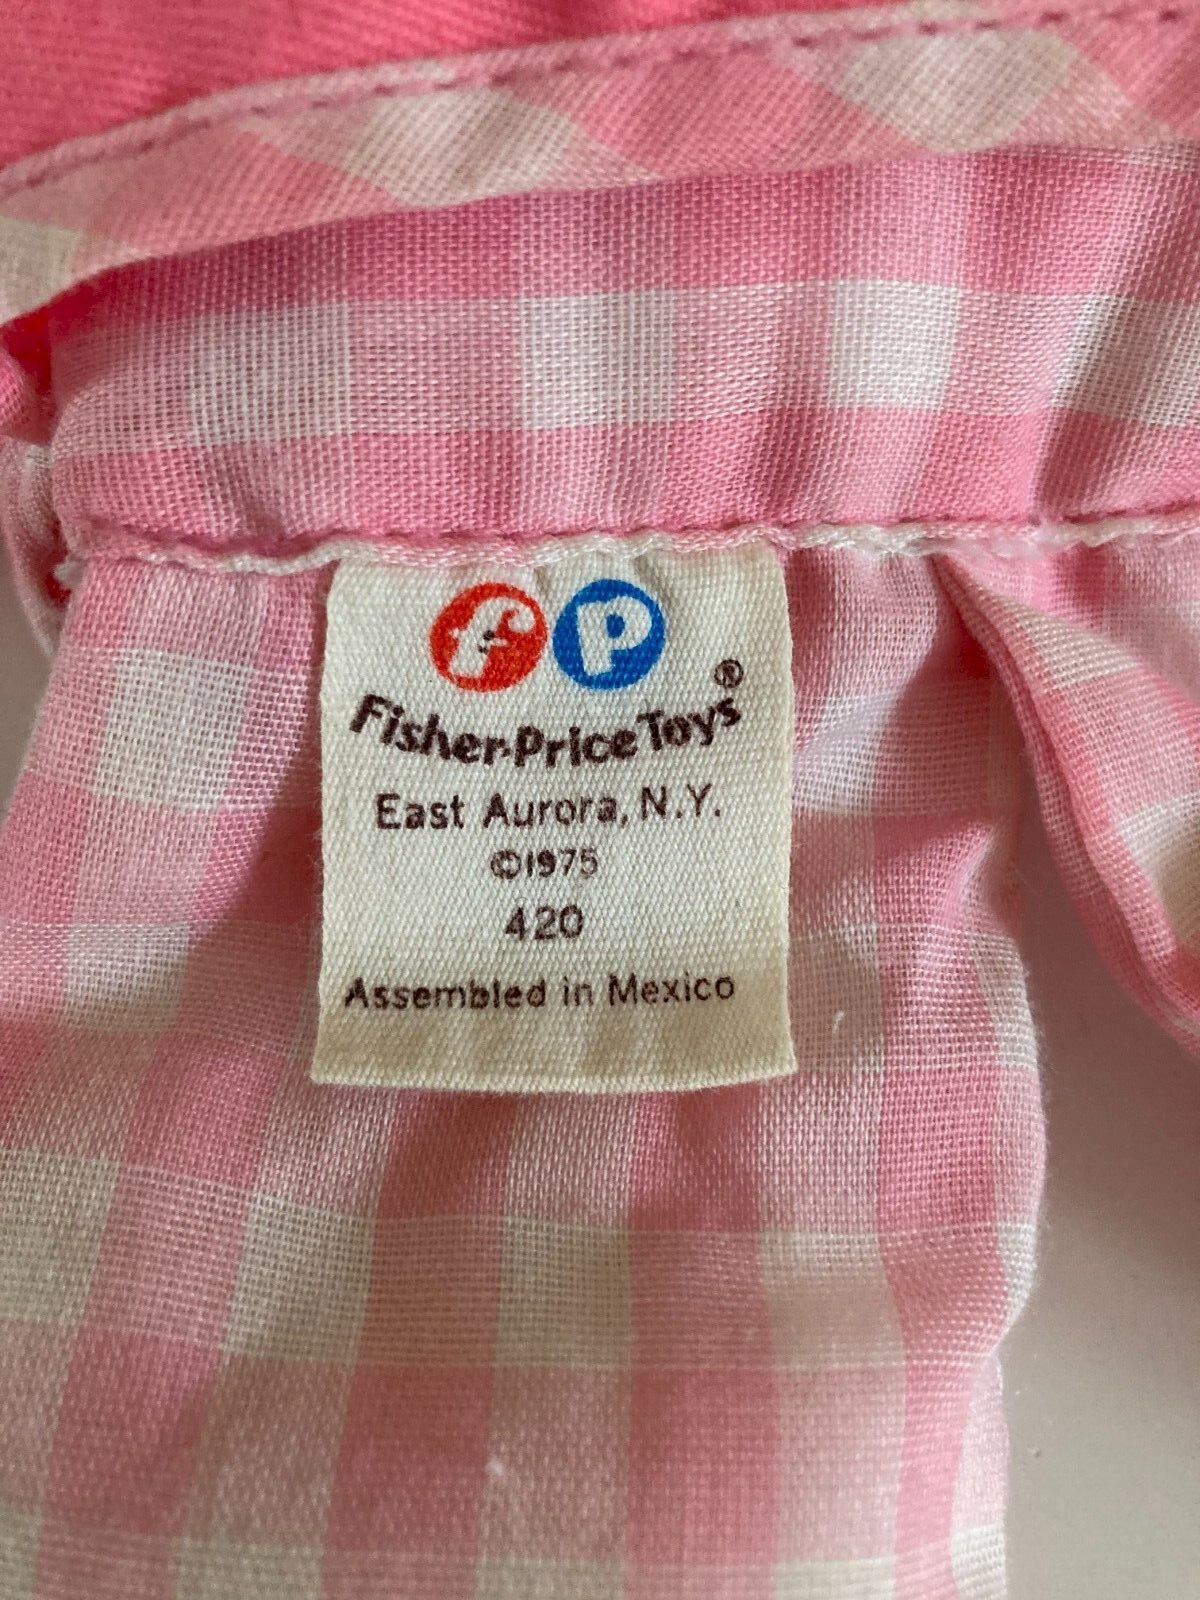 fp
Fisher-Price Toys®
East Aurora, N.Y.
©1975
420
Assembled in Mexico